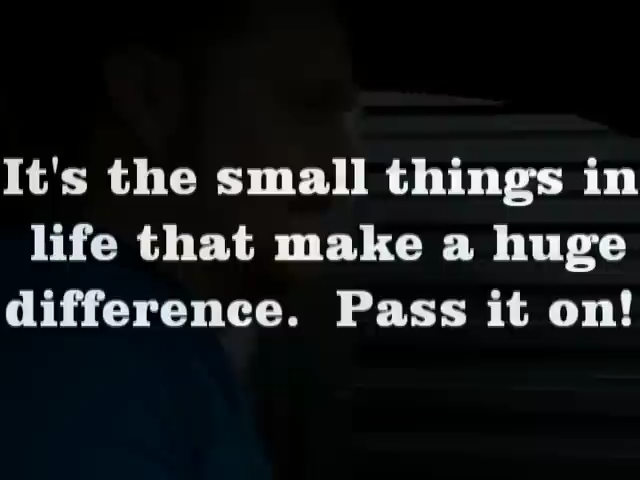 It's the small things in
life that make a huge
difference.  Pass it on!